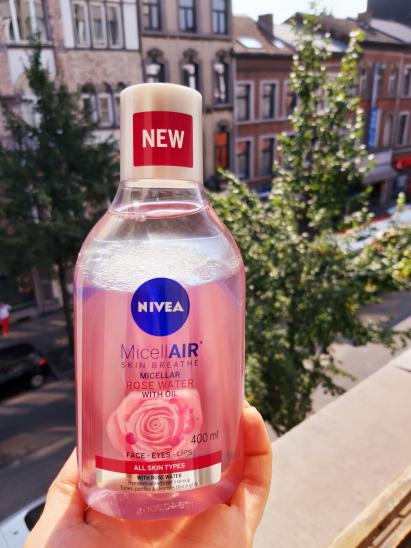 NEW
NIVEA
MicellAIR
SKIN BREATHE
MICELLAR
ROSE WATER
WITH OIL
400 ml
FACE - EYES - LIPS
ALL SKIN TYPES
WITH ROSE WATER